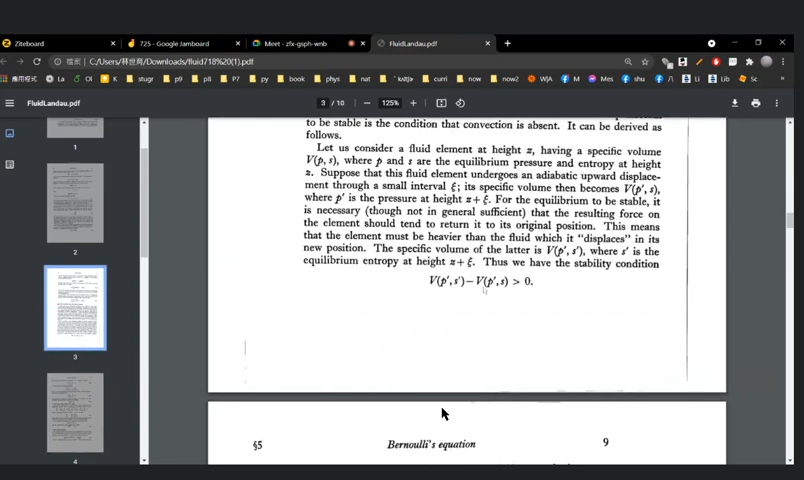 Ziteboard
725 - Google Jamboard
Meet - zfx-gsph-wnb
FluidLandau.pdf
C:/Users/林世昀/Downloads/fluid718%20(1).pdf
應用程式
La
OI
K
stugr
p9
pill
P7
py
book
phys
nat
curri
now
now2
WJA
M
Mes
shu
八
Li
Lib
Sc
FluidLandau.pdf
3 / 10
125%
to be stable is the condition that convection is absent. It can be derived as
follows.
Let us consider a fluid element at height z, having a specific volume
V(p, s), where p and s are the equilibrium pressure and entropy at height
z. Suppose that this fluid element undergoes an adiabatic upward displace-
ment through a small interval ξ; its specific volume then becomes V(p′, s),
where p′ is the pressure at z+ξ. For the equilibrium to be stable, it
is necessary (though not in general sufficient) that the resulting force on
the element should tend to return it to its original position. This means
that the element must be heavier than the fluid which it "displaces" in its
new position. The specific volume of the latter is V(p′, s′), where s′ is the
equilibrium entropy at height z+ξ. Thus we have the stability condition
V(p′, s′)−V(p′, s) > 0.
§5 Bernoulli's equation 9
1
2
3
4